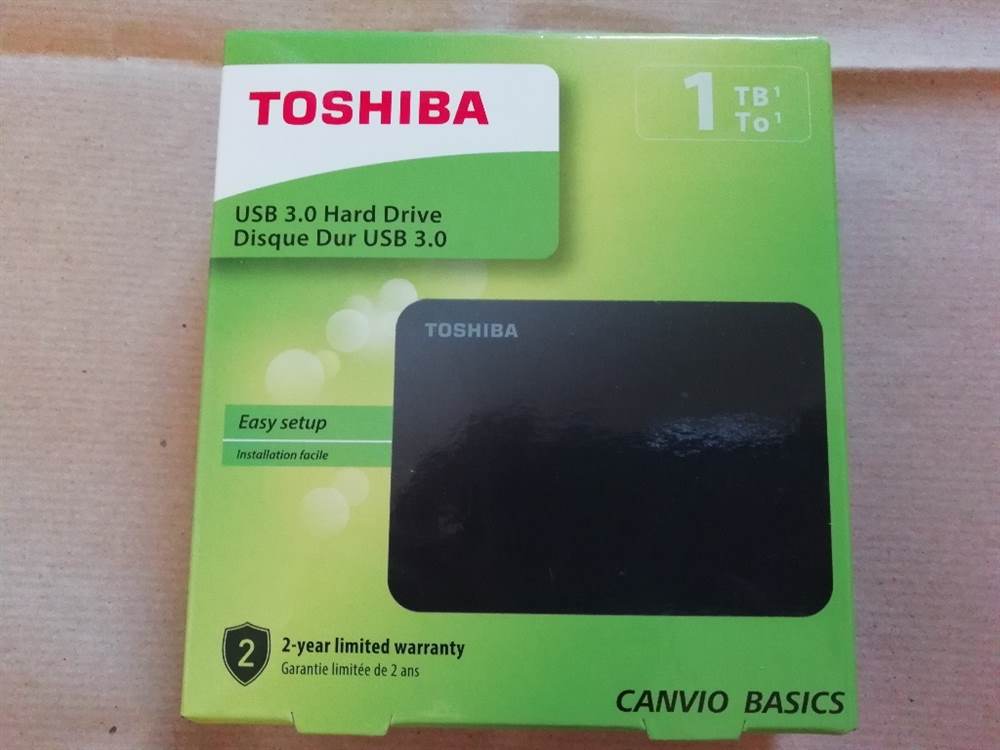 TOSHIBA
1 TB¹
To¹
USB 3.0 Hard Drive
Disque Dur USB 3.0
TOSHIBA
Easy setup
Installation facile
2
2-year limited warranty
Garantie limitée de 2 ans
CANVIO BASICS